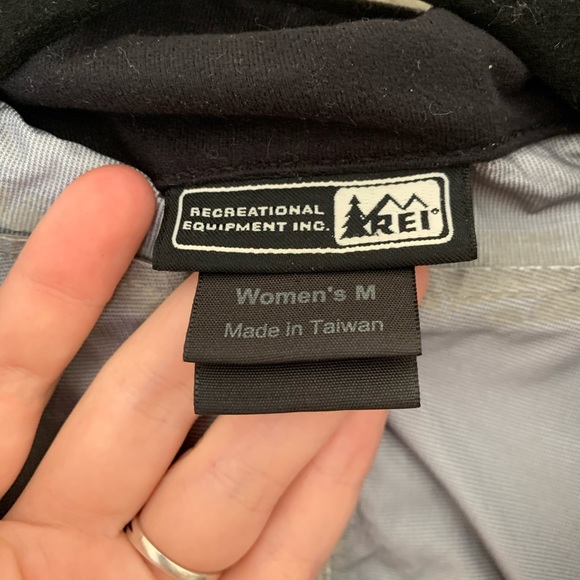 RECREATIONAL
EQUIPMENT INC.
REI
Women's M
Made in Taiwan